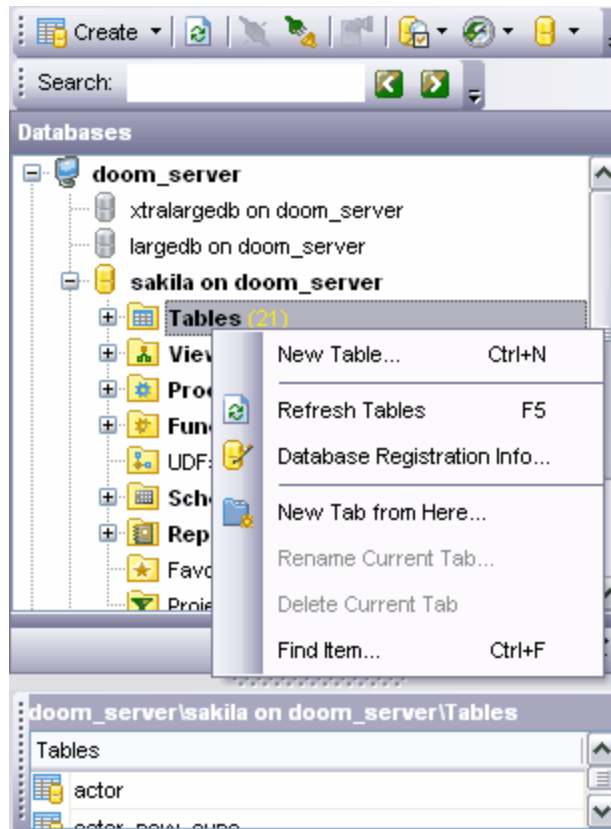 Create
Search:
Databases
doom_server
xtralargedb on doom_server
largedb on doom_server
sakila on doom_server
Tables (21)
New Table... Ctrl+N
Refresh Tables F5
Database Registration Info...
UDF
New Tab from Here...
Rename Current Tab...
Delete Current Tab
Find Item... Ctrl+F
doom_server\sakila on doom_server\Tables
Tables
actor